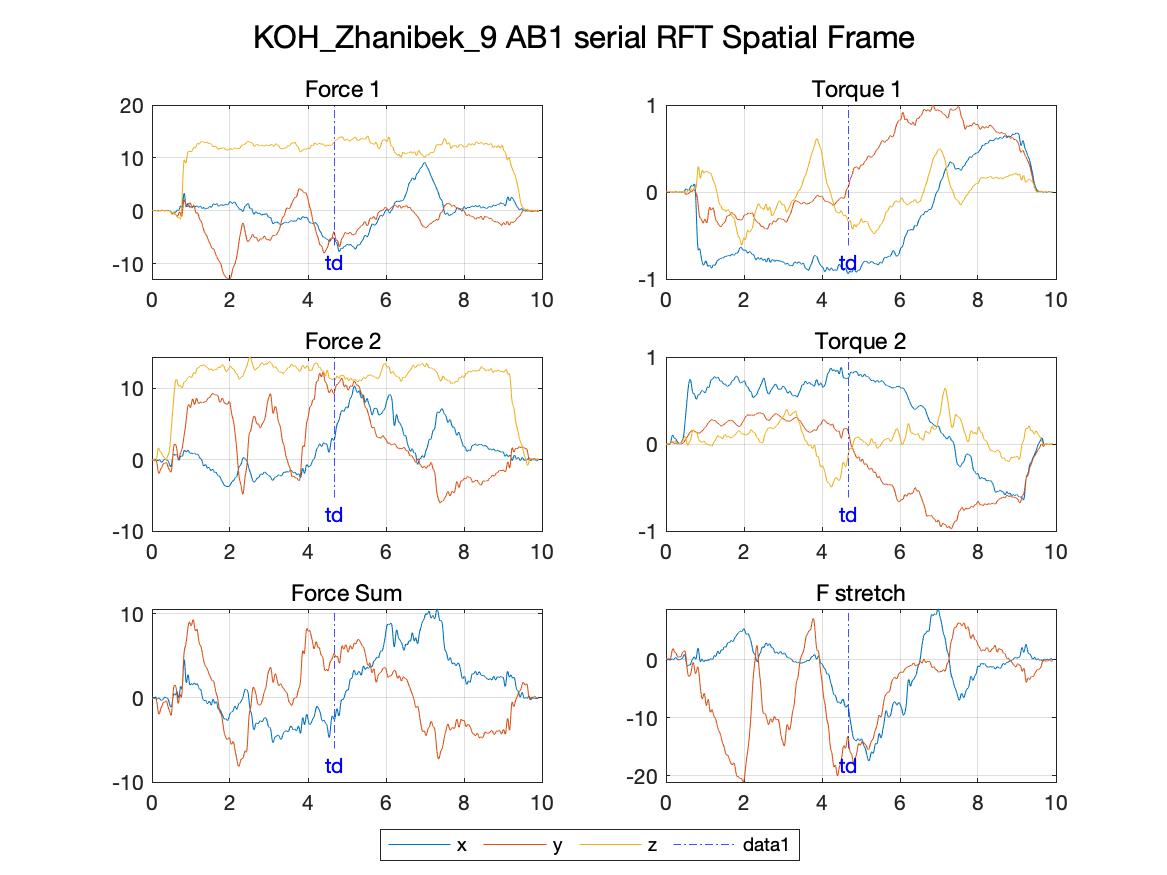 KOH_Zhanibek_9 AB1 serial RFT Spatial Frame
Force 1
20
10
0
-10
td
0 2 4 6 8 10
Torque 1
1
0
-1
td
0 2 4 6 8 10
Force 2
10
0
-10
td
0 2 4 6 8 10
Torque 2
1
0
-1
td
0 2 4 6 8 10
Force Sum
10
0
-10
td
0 2 4 6 8 10
F stretch
0
-10
-20
td
0 2 4 6 8 10
x y z data1